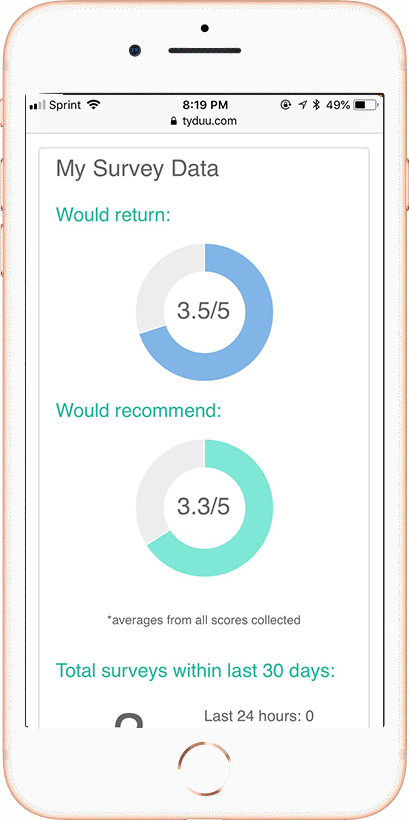 Sprint 8:19 PM 49%
tyduu.com
My Survey Data
Would return:
3.5/5
Would recommend:
3.3/5
*averages from all scores collected
Total surveys within last 30 days:
Last 24 hours: 0